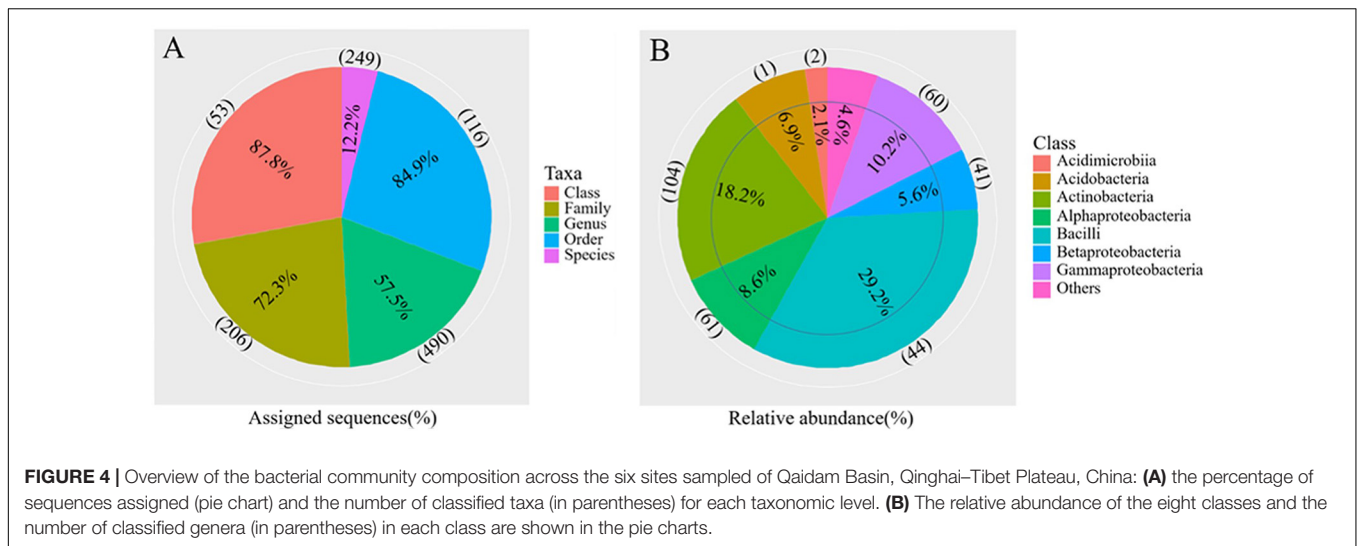 A
(249)
(53)
(116)
12.2%
87.8%
84.9%
72.3%
57.5%
(206)
(490)
Taxa
Class
Family
Genus
Order
Species
Assigned sequences(%)
B
(2)
(1)
(60)
2.1%
4.6%
6.9%
10.2%
(104)
(41)
18.2%
5.6%
8.6%
29.2%
(61)
(44)
Class
Acidimicrobiia
Acidobacteria
Actinobacteria
Alphaproteobacteria
Bacilli
Betaproteobacteria
Gammaproteobacteria
Others
Relative abundance(%)
FIGURE 4 | Overview of the bacterial community composition across the six sites sampled of Qaidam Basin, Qinghai–Tibet Plateau, China: (A) the percentage of
sequences assigned (pie chart) and the number of classified taxa (in parentheses) for each taxonomic level. (B) The relative abundance of the eight classes and the
number of classified genera (in parentheses) in each class are shown in the pie charts.